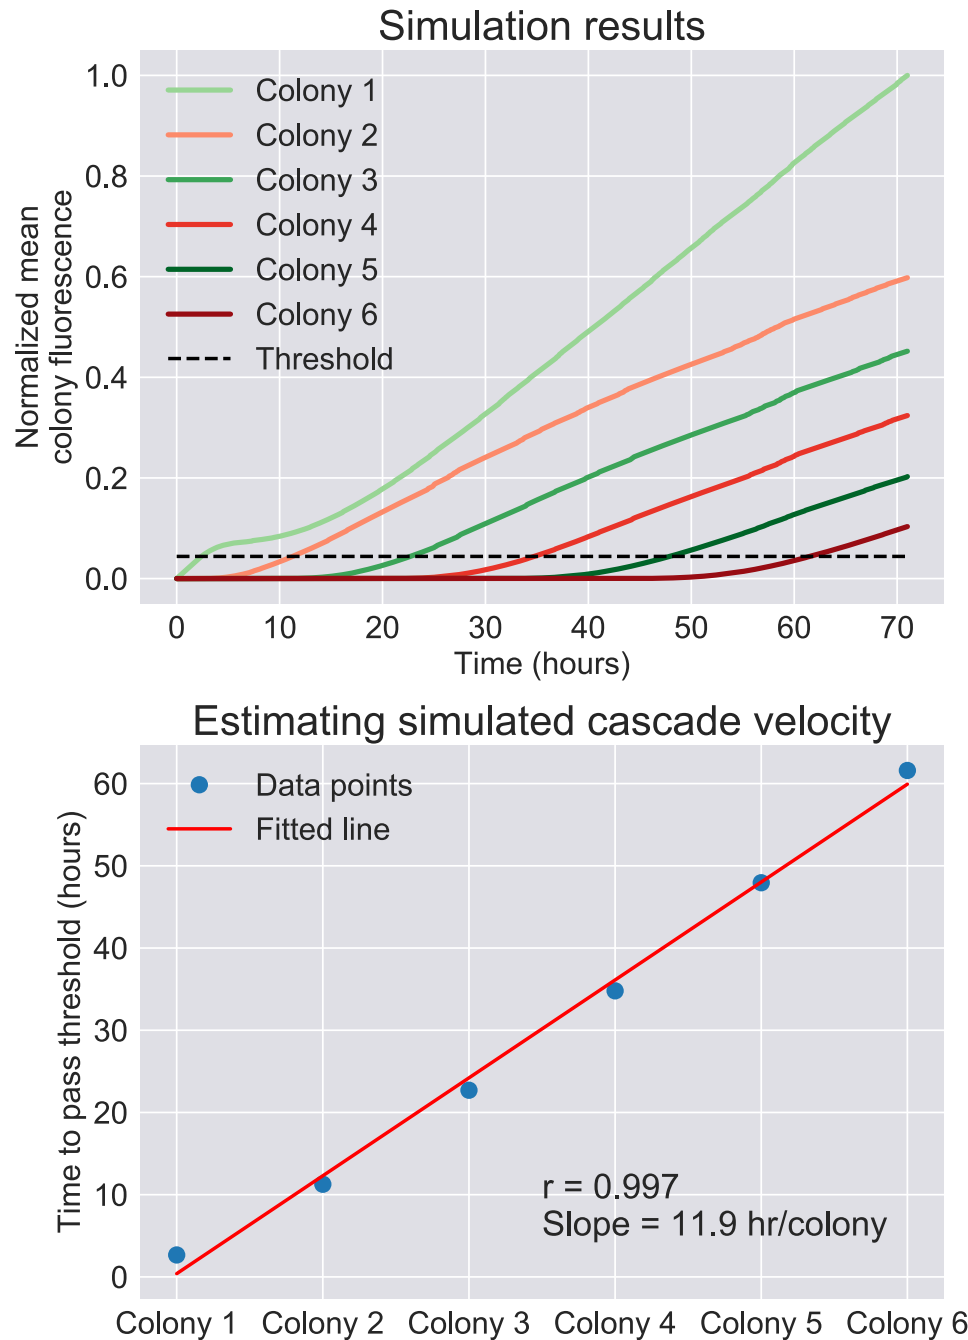 Simulation results
Normalized mean
colony fluorescence
1.0
0.8
0.6
0.4
0.2
0.0
Colony 1
Colony 2
Colony 3
Colony 4
Colony 5
Colony 6
Threshold
0 10 20 30 40 50 60 70
Time (hours)
Estimating simulated cascade velocity
Time to pass threshold (hours)
60
50
40
30
20
10
0
Data points
Fitted line
r = 0.997
Slope = 11.9 hr/colony
Colony 1 Colony 2 Colony 3 Colony 4 Colony 5 Colony 6